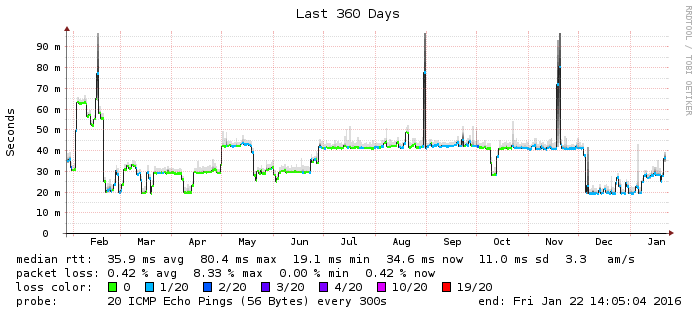 Last 360 Days
RRDTOOL / TOBI OETIKER
Seconds
90 m
80 m
70 m
60 m
50 m
40 m
30 m
20 m
10 m
0
Feb Mar Apr May Jun Jul Aug Sep Oct Nov Dec Jan
median rtt: 35.9 ms avg 80.4 ms max 19.1 ms min 34.6 ms now 11.0 ms sd 3.3 am/s
packet loss: 0.42 % avg 8.33 % max 0.00 % min 0.42 % now
loss color: 0 1/20 2/20 3/20 4/20 10/20 19/20
probe: 20 ICMP Echo Pings (56 Bytes) every 300s end: Fri Jan 22 14:05:04 2016